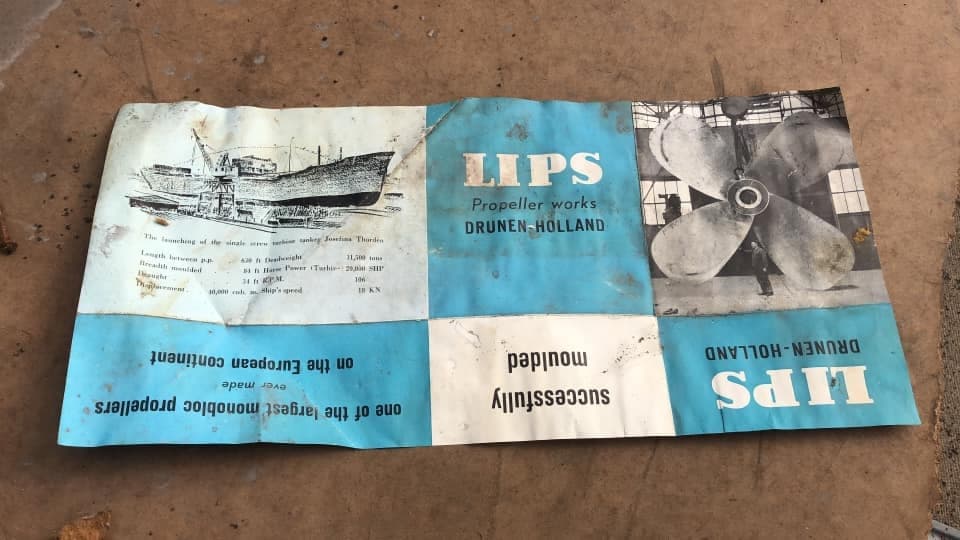 LIPS
Propeller works
DRUNEN-HOLLAND
The launching of the single screw turbine tanker Josefina Thordén
Length between p.p. 630 ft Deadweight 31,500 tons
Breadth moulded 84 ft Horse Power (Turbine) 20,000 SHP
Draught 34 ft R.P.M. 106
Displacement 40,000 cub. m. Ship's speed 18 KN
LIPS
DRUNEN-HOLLAND
successfully
moulded
one of the largest monobloc propellers
ever made
on the European continent